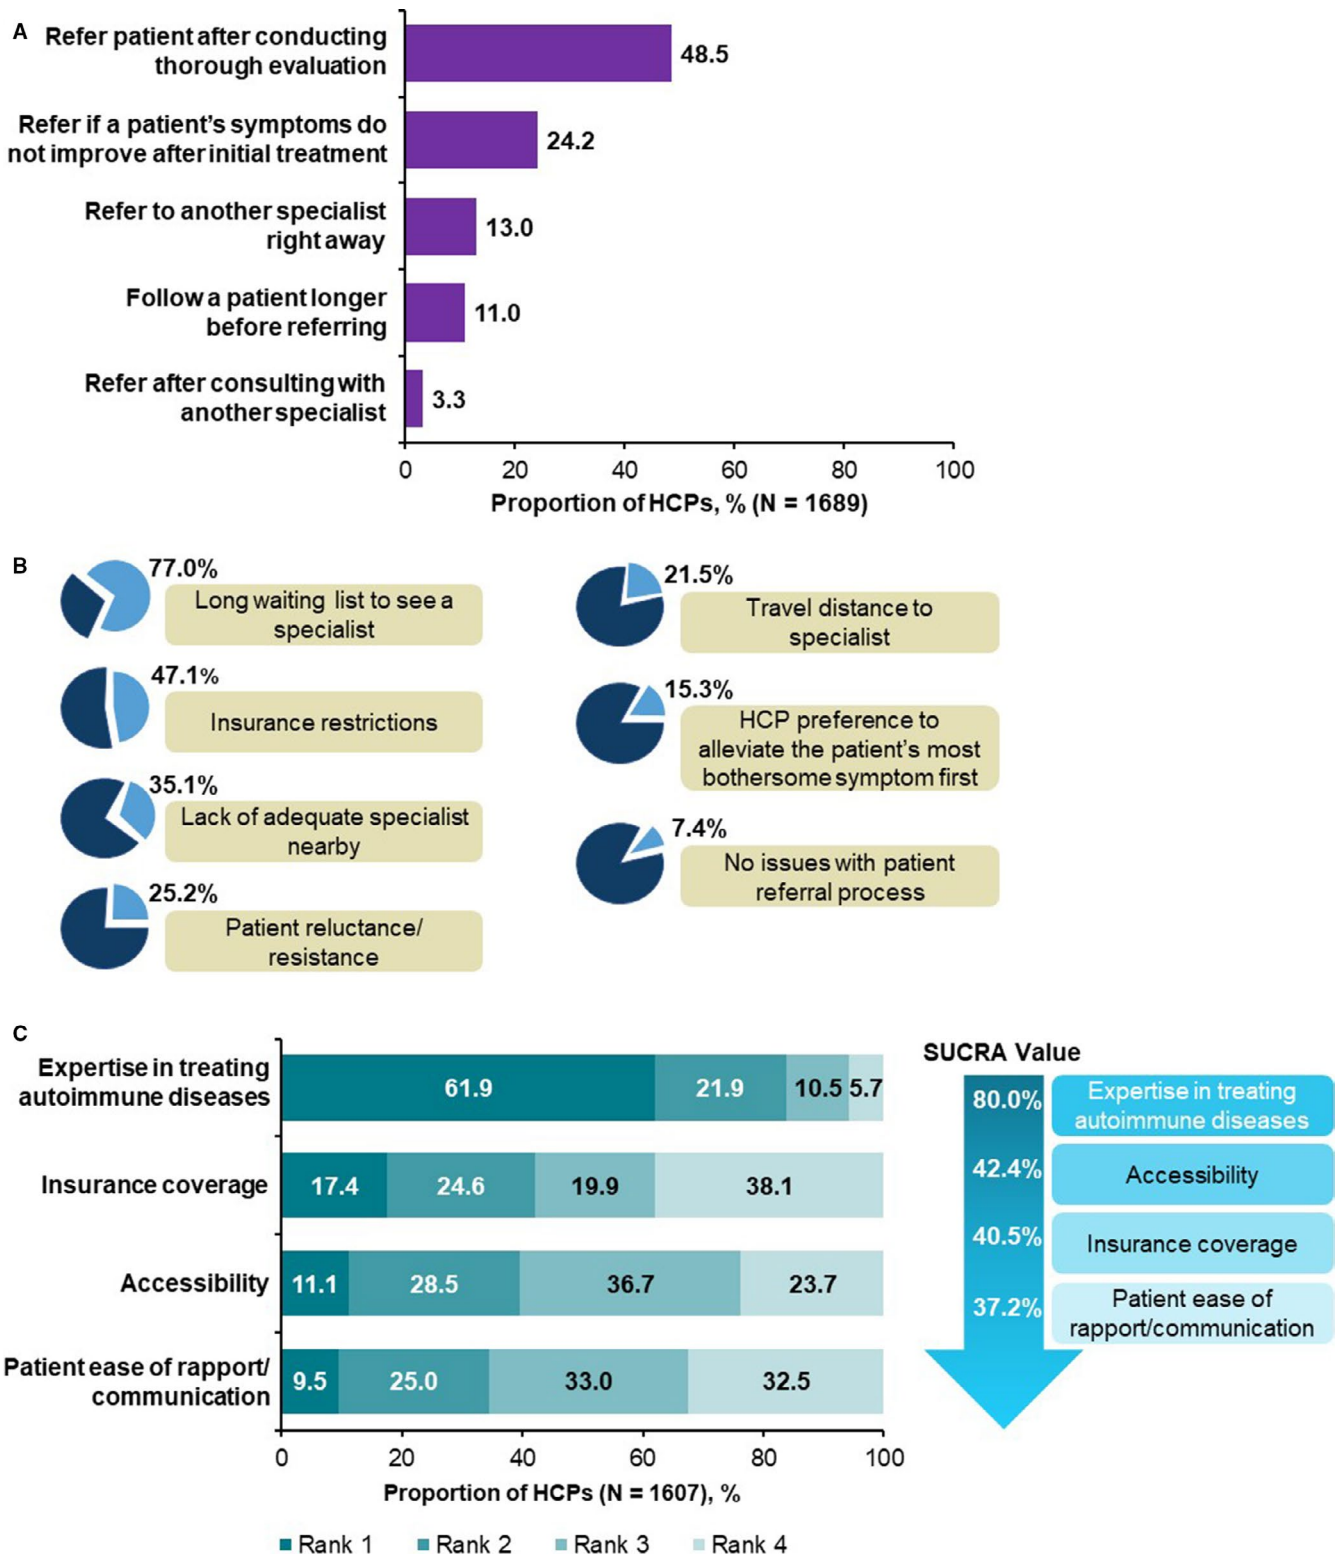 A
Refer patient after conducting
thorough evaluation
48.5
Refer if a patient's symptoms do
not improve after initial treatment
24.2
Refer to another specialist
right away
13.0
Follow a patient longer
before referring
11.0
Refer after consulting with
another specialist
3.3
0 20 40 60 80 100
Proportion of HCPs, % (N = 1689)
B
77.0%
Long waiting list to see a
specialist
47.1%
Insurance restrictions
35.1%
Lack of adequate specialist
nearby
25.2%
Patient reluctance/
resistance
21.5%
Travel distance to
specialist
15.3%
HCP preference to
alleviate the patient's most
bothersome symptom first
7.4%
No issues with patient
referral process
C
Expertise in treating
autoimmune diseases
61.9 21.9 10.5 5.7
Insurance coverage
17.4 24.6 19.9 38.1
Accessibility
11.1 28.5 36.7 23.7
Patient ease of rapport/
communication
9.5 25.0 33.0 32.5
0 20 40 60 80 100
Proportion of HCPs (N = 1607), %
Rank 1 Rank 2 Rank 3 Rank 4
SUCRA Value
80.0%
Expertise in treating
autoimmune diseases
42.4%
Accessibility
40.5%
Insurance coverage
37.2%
Patient ease of
rapport/communication